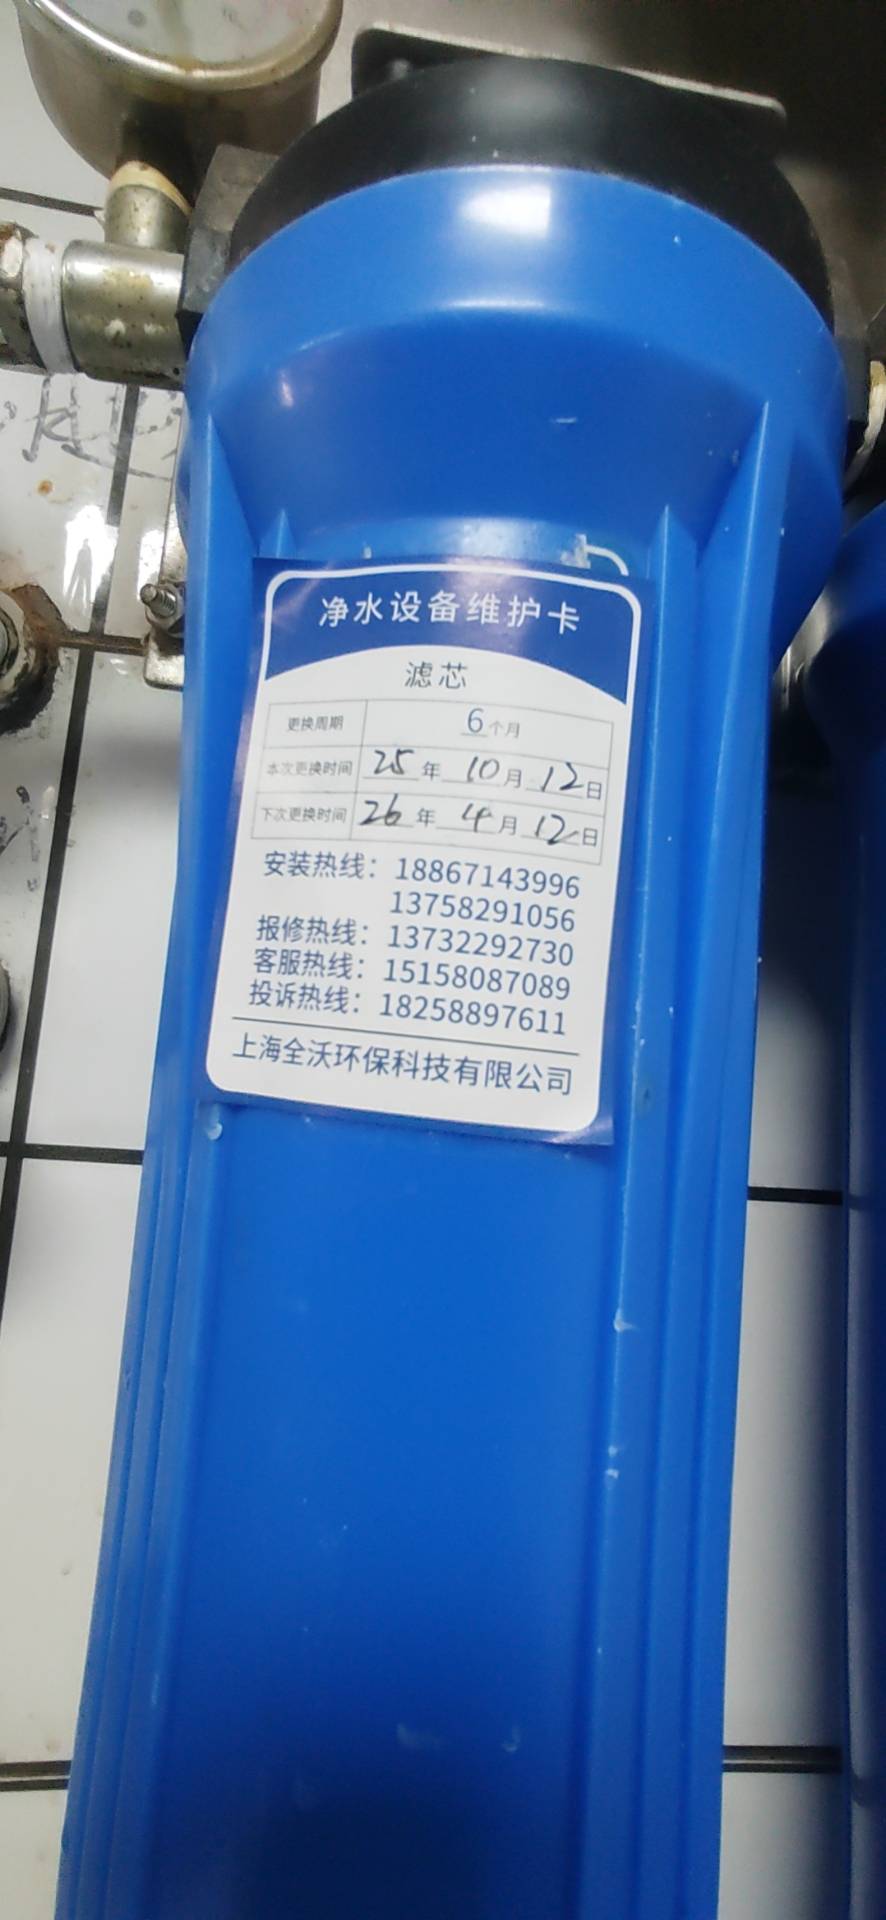 净水设备维护卡
滤芯
更换周期 6个月
本次更换时间 25年10月12日
下次更换时间 26年4月12日
安装热线：18867143996
13758291056
报修热线：13732292730
客服热线：15158087089
投诉热线：18258897611
上海全沃环保科技有限公司